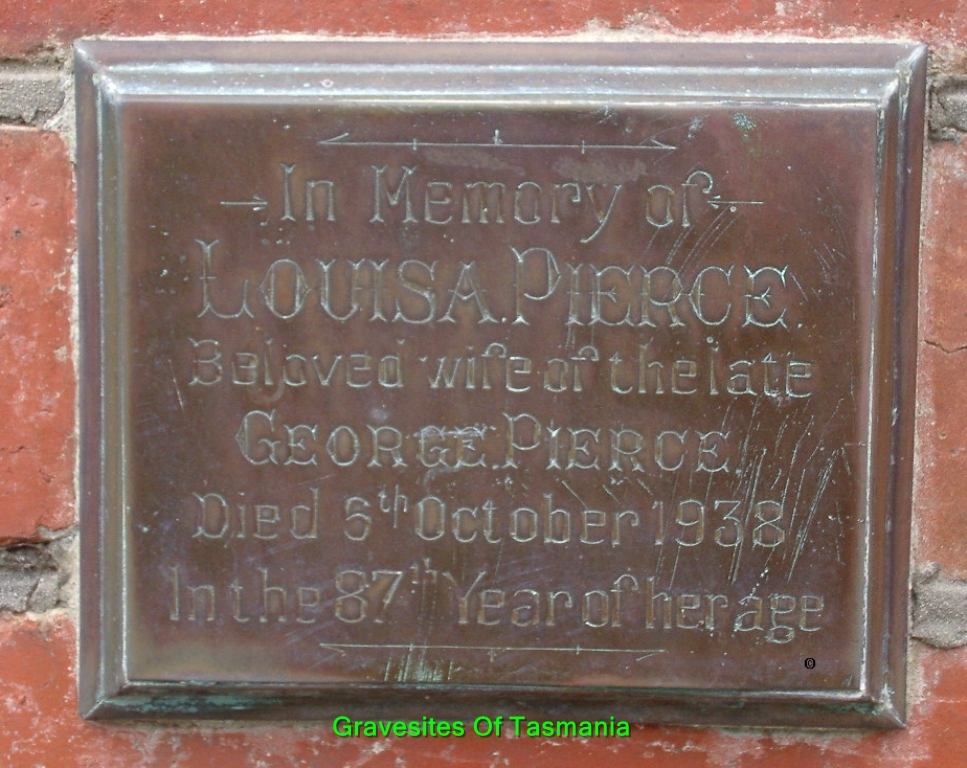 In Memory of
LOUISA. PIERCE.
Beloved wife of the late
GEORGE. PIERCE.
Died 6th October 1938
In the 87th Year of her age
©
Gravesites Of Tasmania